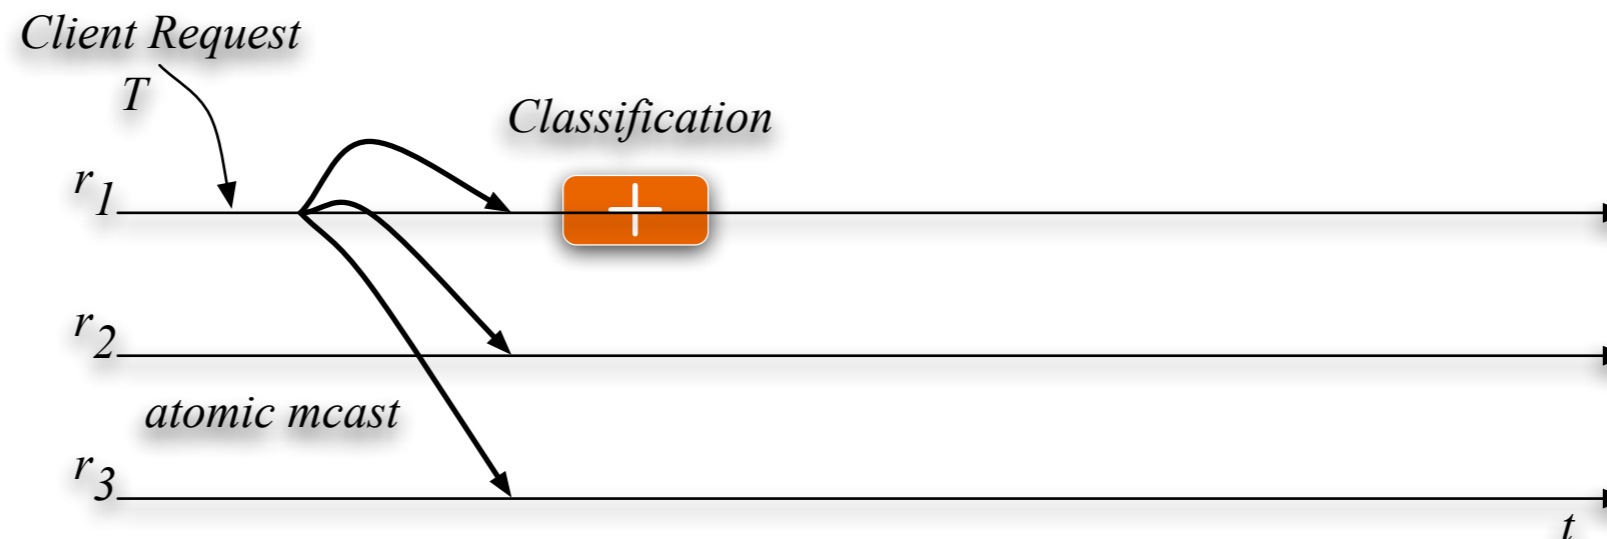 Client Request
T
Classification
r1
+
r2
atomic mcast
r3
t